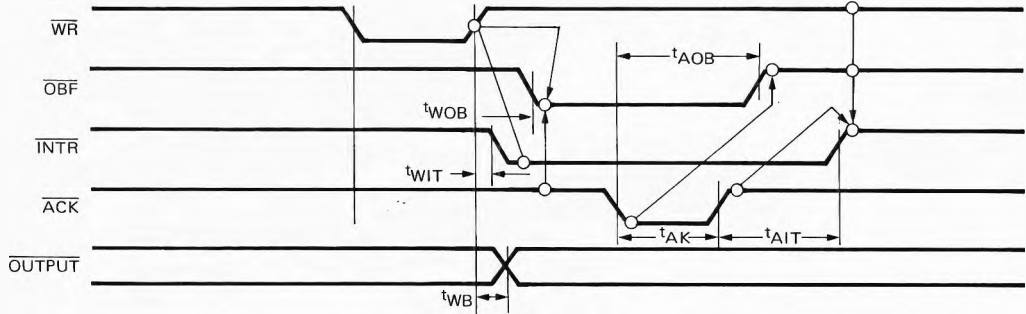 WR
tAOB
OBF
tWOB
INTR
tWIT
ACK
tAK
tAIT
OUTPUT
tWB